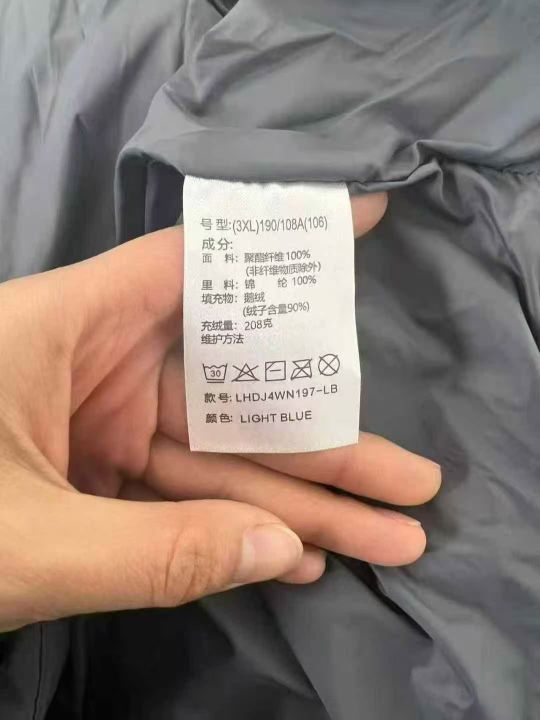 号型:(3XL)190/108A(106)
成分:
面 料: 聚酯纤维100%
(非纤维物质除外)
里 料: 锦 纶 100%
填充物: 鹅绒
(绒子含量90%)
充绒量: 208克
维护方法
30
款号: LHDJ4WN197-LB
颜色: LIGHT BLUE